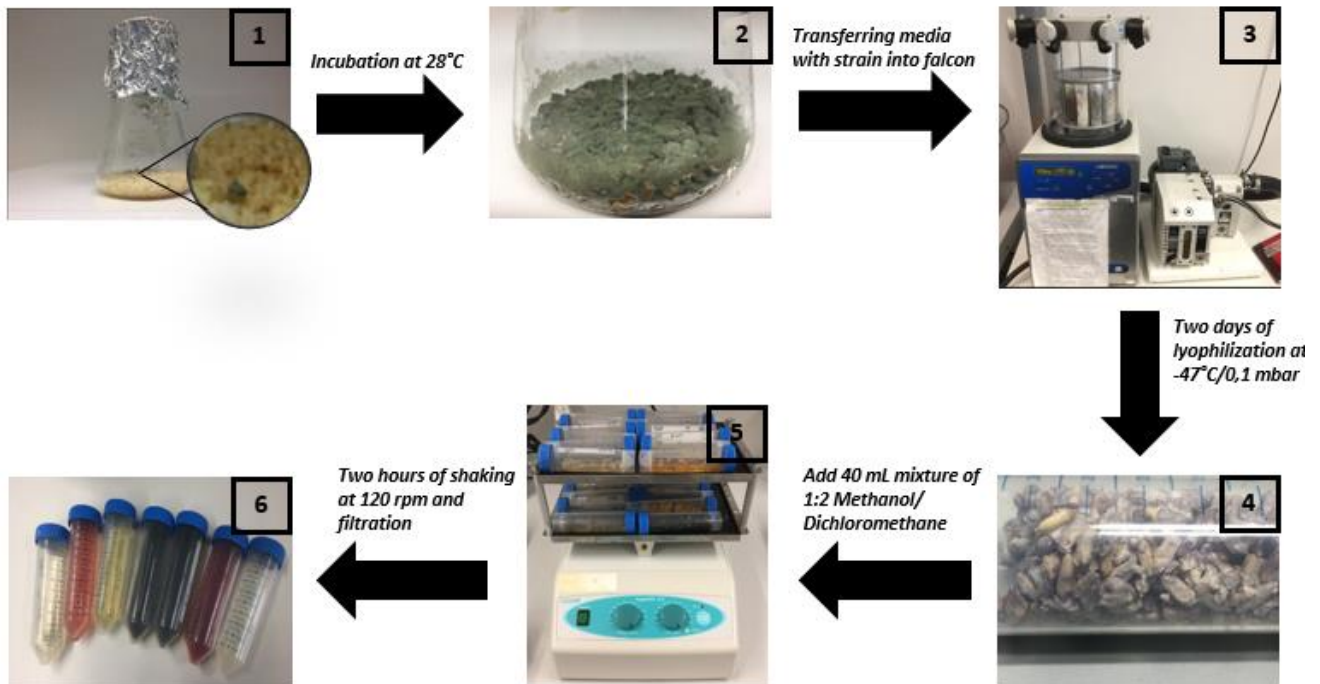 1
Incubation at 28°C
2
Transferring media
with strain into falcon
3
Two days of
lyophilization at
-47°C/0,1 mbar
4
Add 40 mL mixture of
1:2 Methanol/
Dichloromethane
5
Two hours of shaking
at 120 rpm and
filtration
6